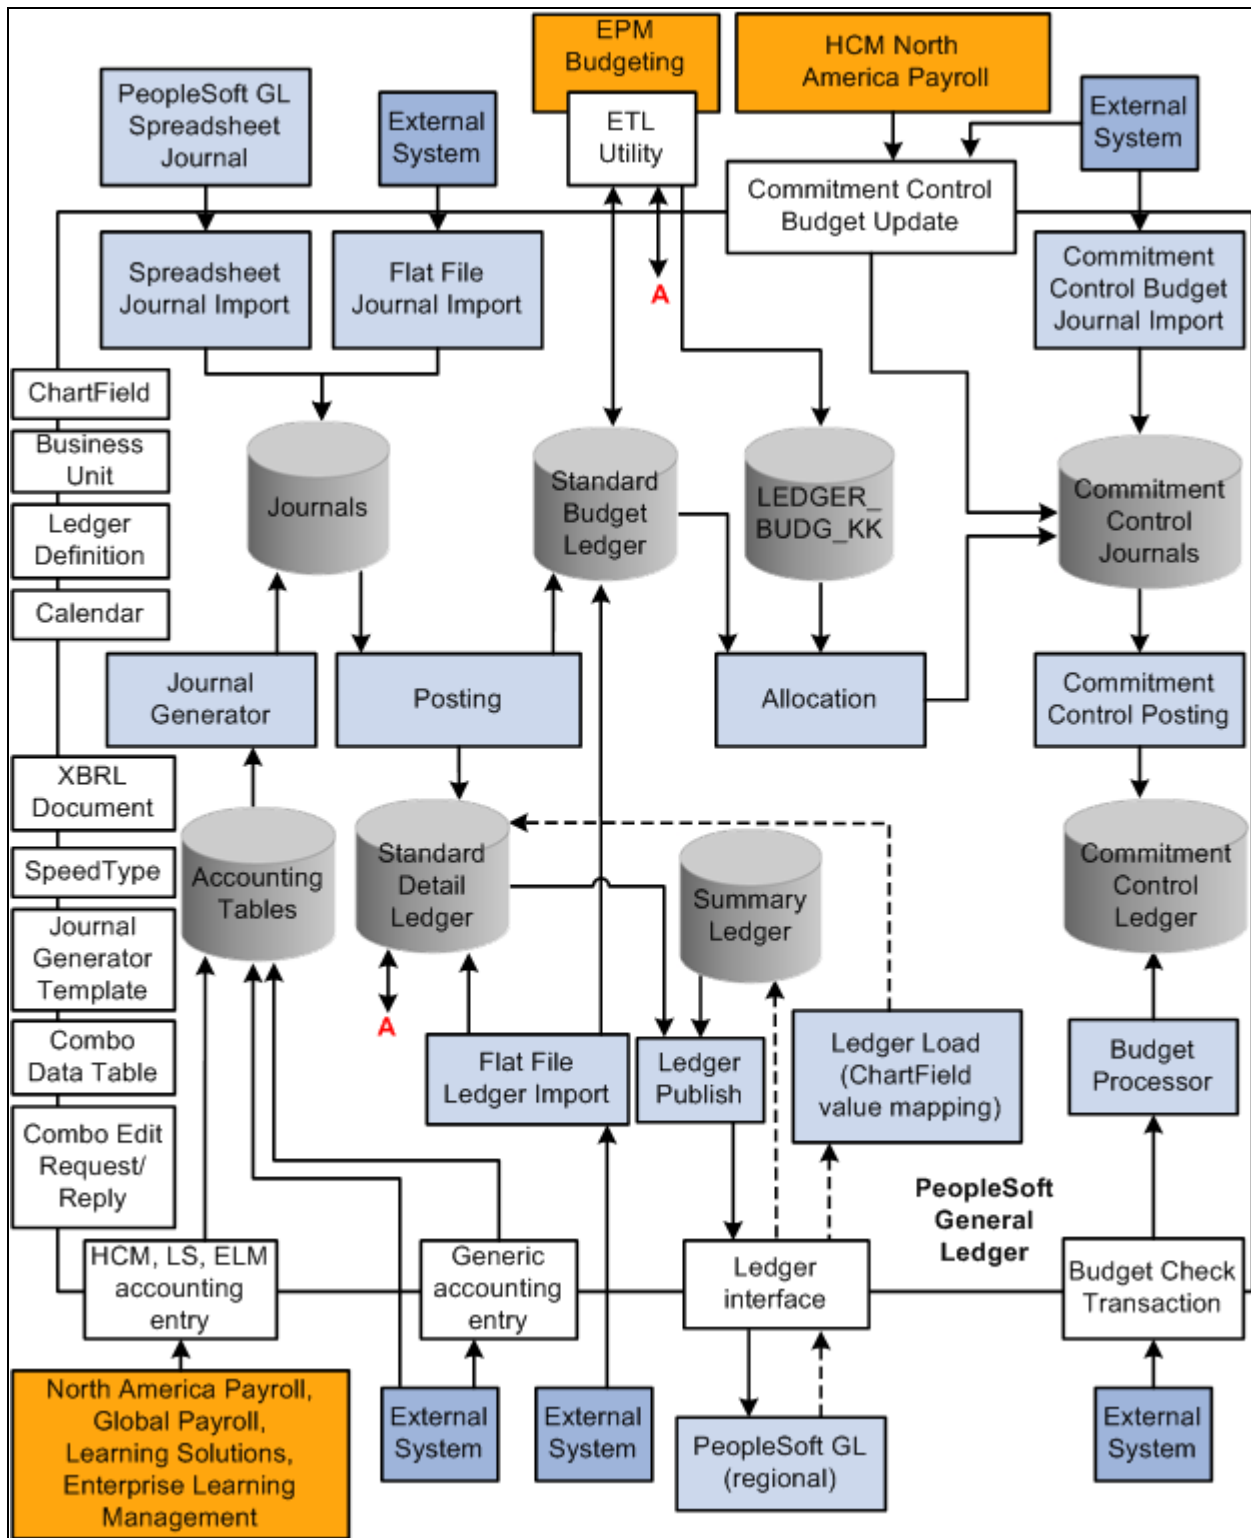 EPM
Budgeting
HCM North
America Payroll
PeopleSoft GL
Spreadsheet
Journal
External
System
ETL
Utility
External
System
Commitment Control
Budget Update
Spreadsheet
Journal Import
Flat File
Journal Import
A
Commitment
Control Budget
Journal Import
ChartField
Business
Unit
Ledger
Definition
Calendar
Journals
Standard
Budget
Ledger
LEDGER_
BUDG_KK
Commitment
Control
Journals
Journal
Generator
Posting
Allocation
Commitment
Control Posting
XBRL
Document
SpeedType
Journal
Generator
Template
Combo
Data Table
Combo Edit
Request/
Reply
Accounting
Tables
Standard
Detail
Ledger
Summary
Ledger
Commitment
Control
Ledger
A
Flat File
Ledger Import
Ledger
Publish
Ledger Load
(ChartField
value mapping)
Budget
Processor
PeopleSoft
General
Ledger
HCM, LS, ELM
accounting
entry
Generic
accounting
entry
Ledger
interface
Budget Check
Transaction
North America Payroll,
Global Payroll,
Learning Solutions,
Enterprise Learning
Management
External
System
External
System
PeopleSoft GL
(regional)
External
System